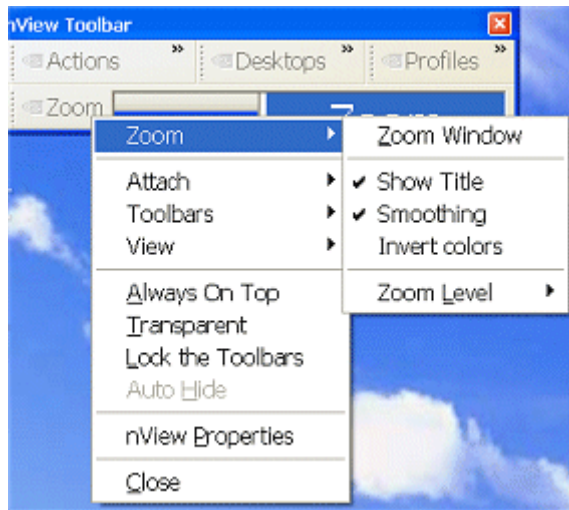 nView Toolbar
Actions » Desktops » Profiles »
Zoom Zoom
Zoom
Attach
Toolbars
View
Always On Top
Transparent
Lock the Toolbars
Auto Hide
nView Properties
Close
Zoom Window
Show Title
Smoothing
Invert colors
Zoom Level